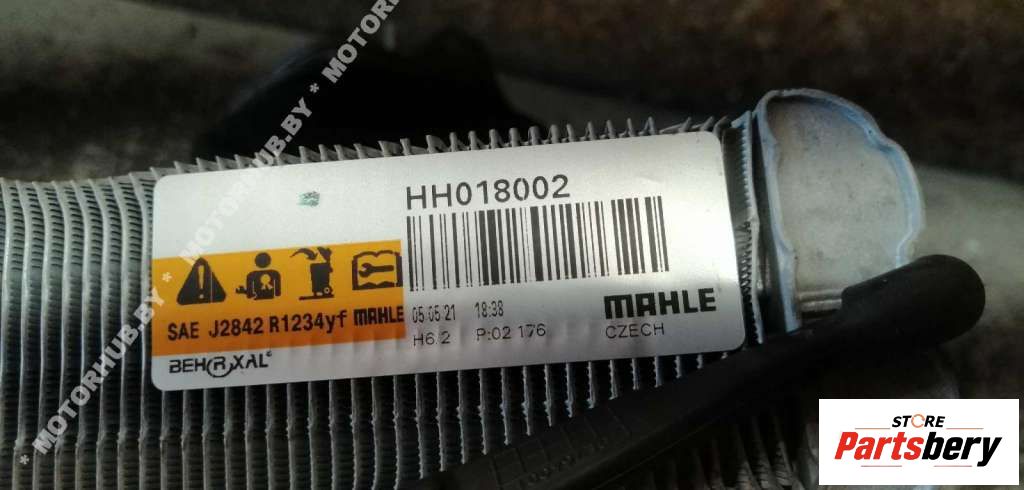 * MOTORHUB.BY * MOTORHUB.BY * MOTORHUB.BY
HH018002
SAE J2842 R1234yf MAHLE
05.05.21 18:38
MAHLE
H6.2 P:02 176
CZECH
BEHR XAL®
STORE
Partsbery